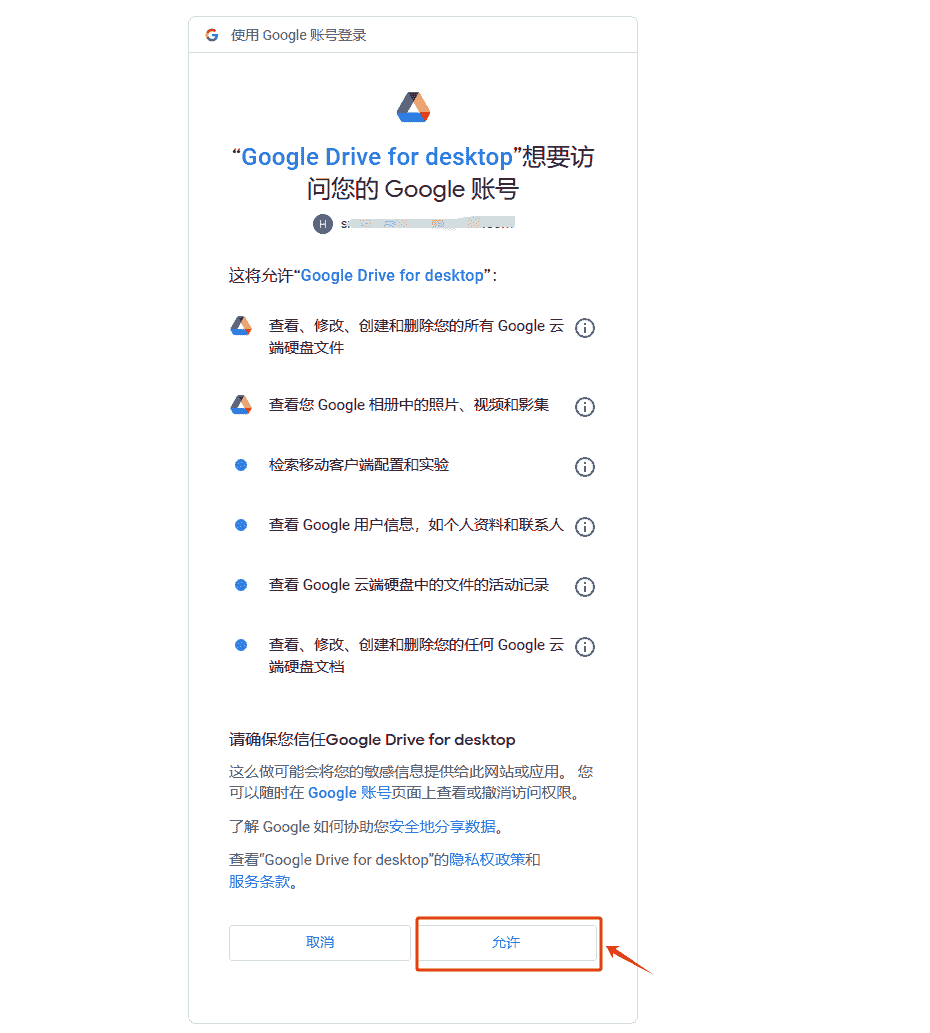 使用 Google 账号登录
“Google Drive for desktop”想要访
问您的 Google 账号
H
这将允许“Google Drive for desktop”：
查看、修改、创建和删除您的所有 Google 云
端硬盘文件
查看您 Google 相册中的照片、视频和影集
检索移动客户端配置和实验
查看 Google 用户信息，如个人资料和联系人
查看 Google 云端硬盘中的文件的活动记录
查看、修改、创建和删除您的任何 Google 云
端硬盘文档
请确保您信任Google Drive for desktop
这么做可能会将您的敏感信息提供给此网站或应用。 您
可以随时在 Google 账号页面上查看或撤消访问权限。
了解 Google 如何协助您安全地分享数据。
查看“Google Drive for desktop”的隐私权政策和
服务条款。
取消 允许